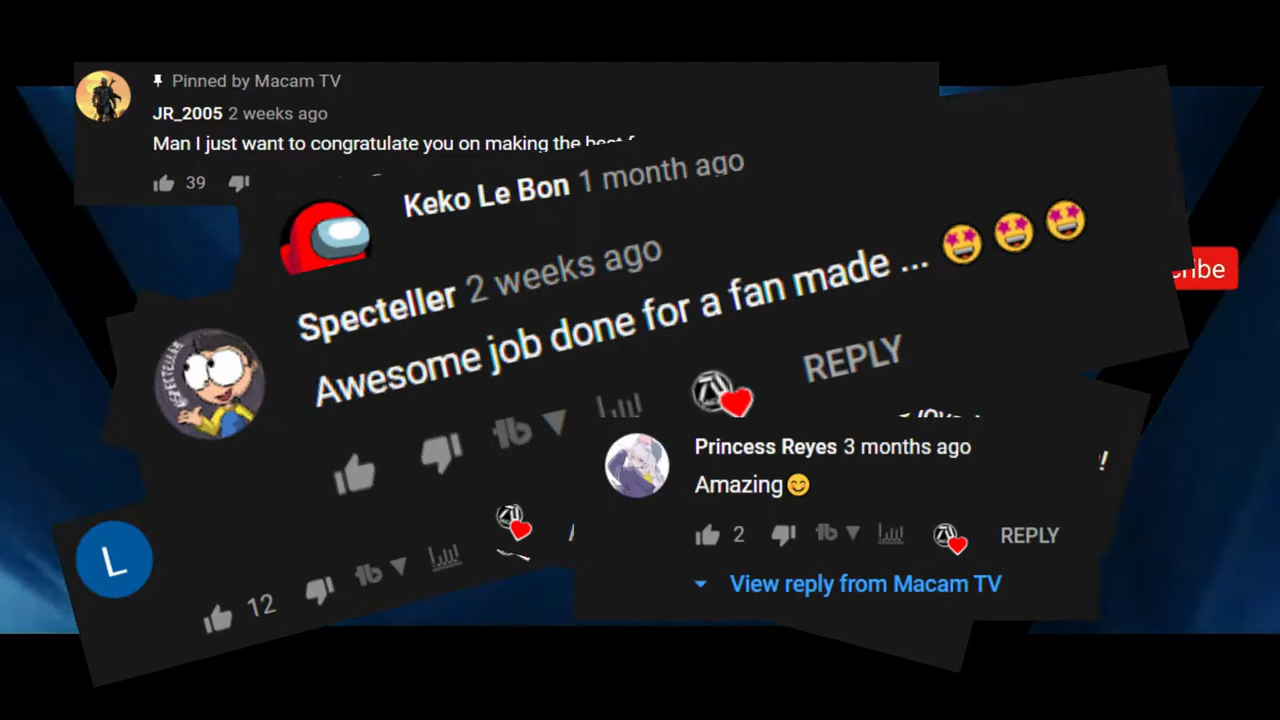 Pinned by Macam TV
JR_2005 2 weeks ago
Man I just want to congratulate you on making the
39
Keko Le Bon 1 month ago
Specteller 2 weeks ago
Awesome job done for a fan made ... 🤩 🤩 🤩
REPLY
Princess Reyes 3 months ago
Amazing😊
2
REPLY
View reply from Macam TV
L
12
!